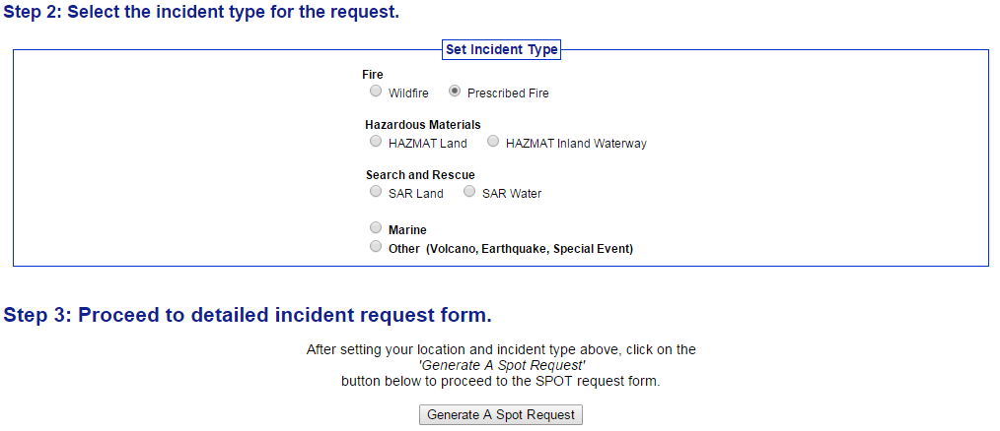 Step 2: Select the incident type for the request.
Set Incident Type
Fire
Wildfire Prescribed Fire
Hazardous Materials
HAZMAT Land HAZMAT Inland Waterway
Search and Rescue
SAR Land SAR Water
Marine
Other (Volcano, Earthquake, Special Event)
Step 3: Proceed to detailed incident request form.
After setting your location and incident type above, click on the
'Generate A Spot Request'
button below to proceed to the SPOT request form.
Generate A Spot Request